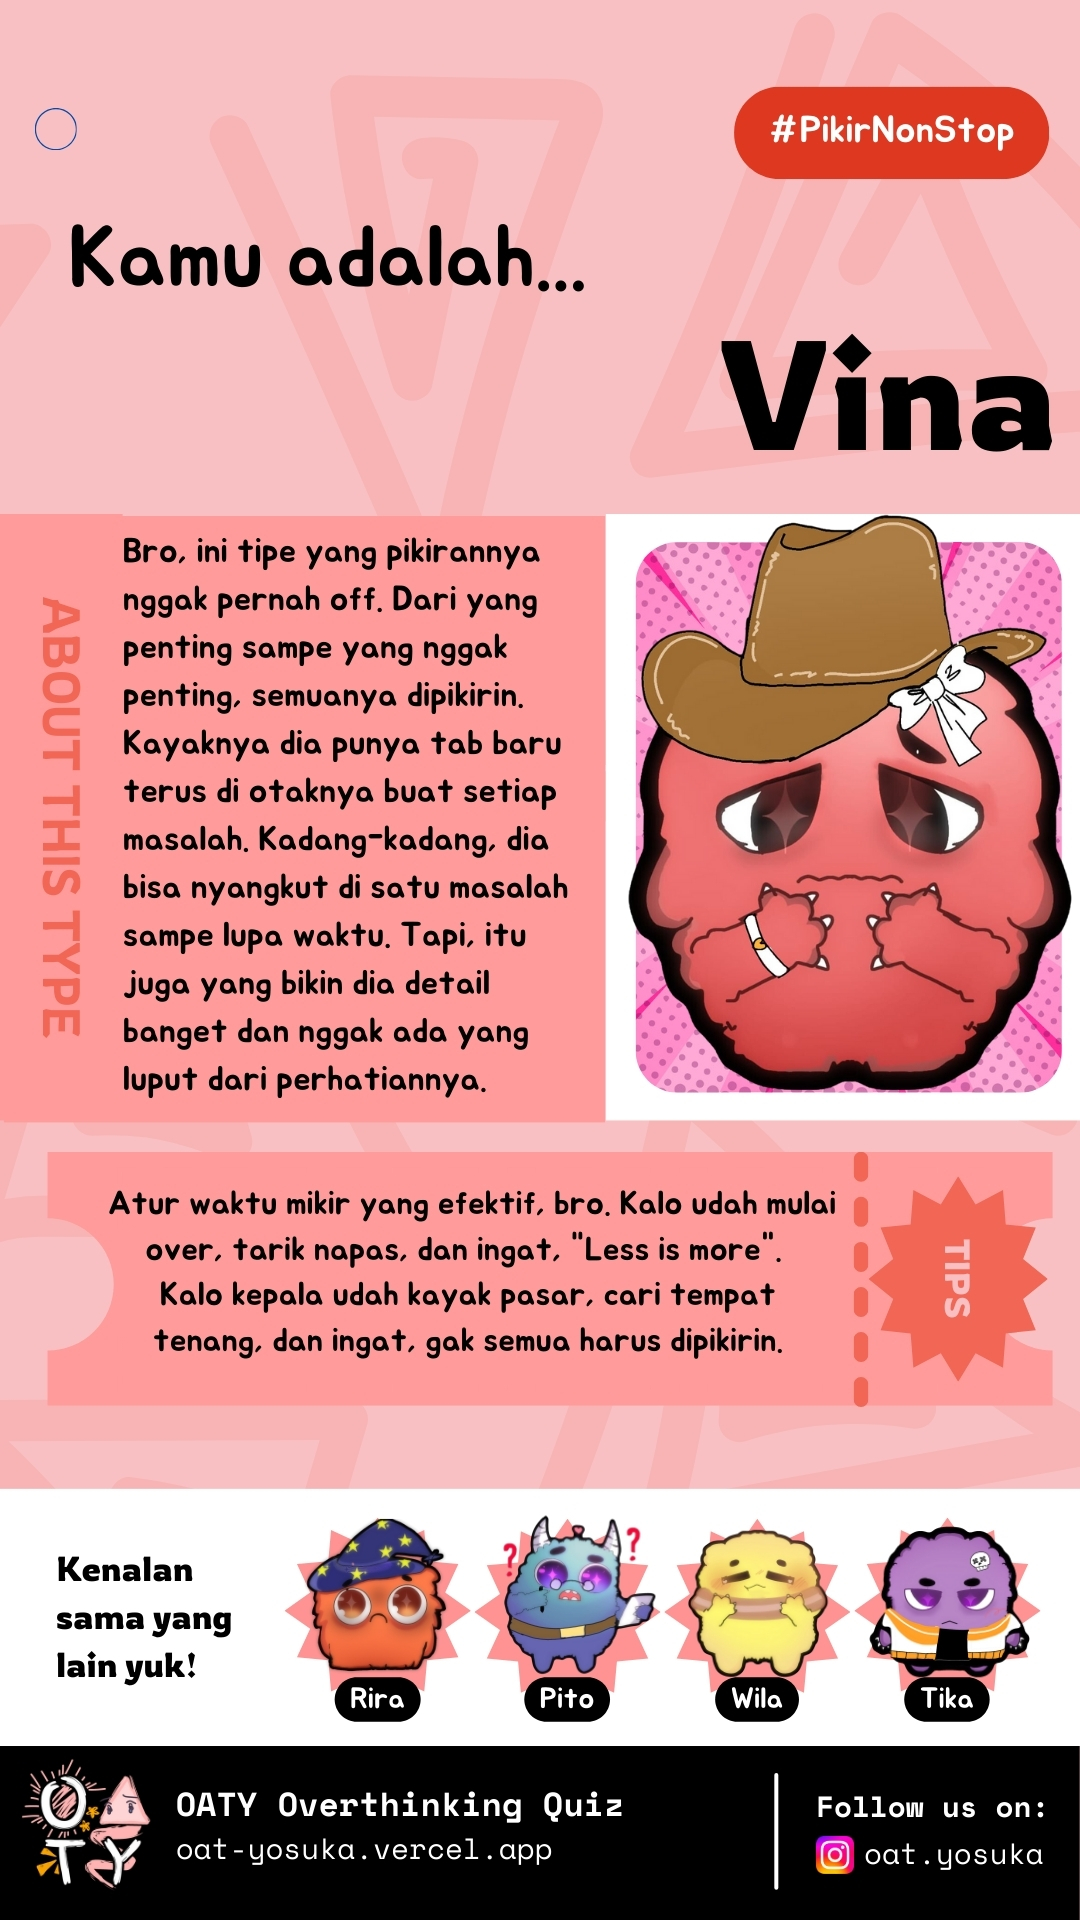 #PikirNonStop
Kamu adalah...
Vina
ABOUT THIS TYPE
Bro, ini tipe yang pikirannya
nggak pernah off. Dari yang
penting sampe yang nggak
penting, semuanya dipikirin.
Kayaknya dia punya tab baru
terus di otaknya buat setiap
masalah. Kadang-kadang, dia
bisa nyangkut di satu masalah
sampe lupa waktu. Tapi, itu
juga yang bikin dia detail
banget dan nggak ada yang
luput dari perhatiannya.
Atur waktu mikir yang efektif, bro. Kalo udah mulai
over, tarik napas, dan ingat, "Less is more".
Kalo kepala udah kayak pasar, cari tempat
tenang, dan ingat, gak semua harus dipikirin.
TIPS
Kenalan
sama yang
lain yuk!
? ?
Rira
Pito
Wila
Tika
OATY
OATY Overthinking Quiz
oat-yosuka.vercel.app
Follow us on:
oat.yosuka